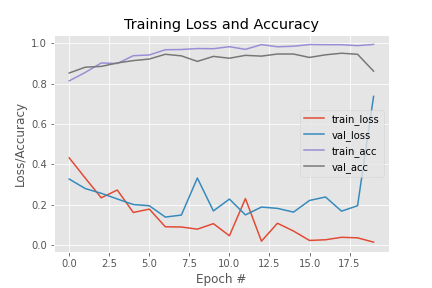 Training Loss and Accuracy
Loss/Accuracy
1.0
0.8
0.6
0.4
0.2
0.0
train_loss
val_loss
train_acc
val_acc
0.0 2.5 5.0 7.5 10.0 12.5 15.0 17.5
Epoch #